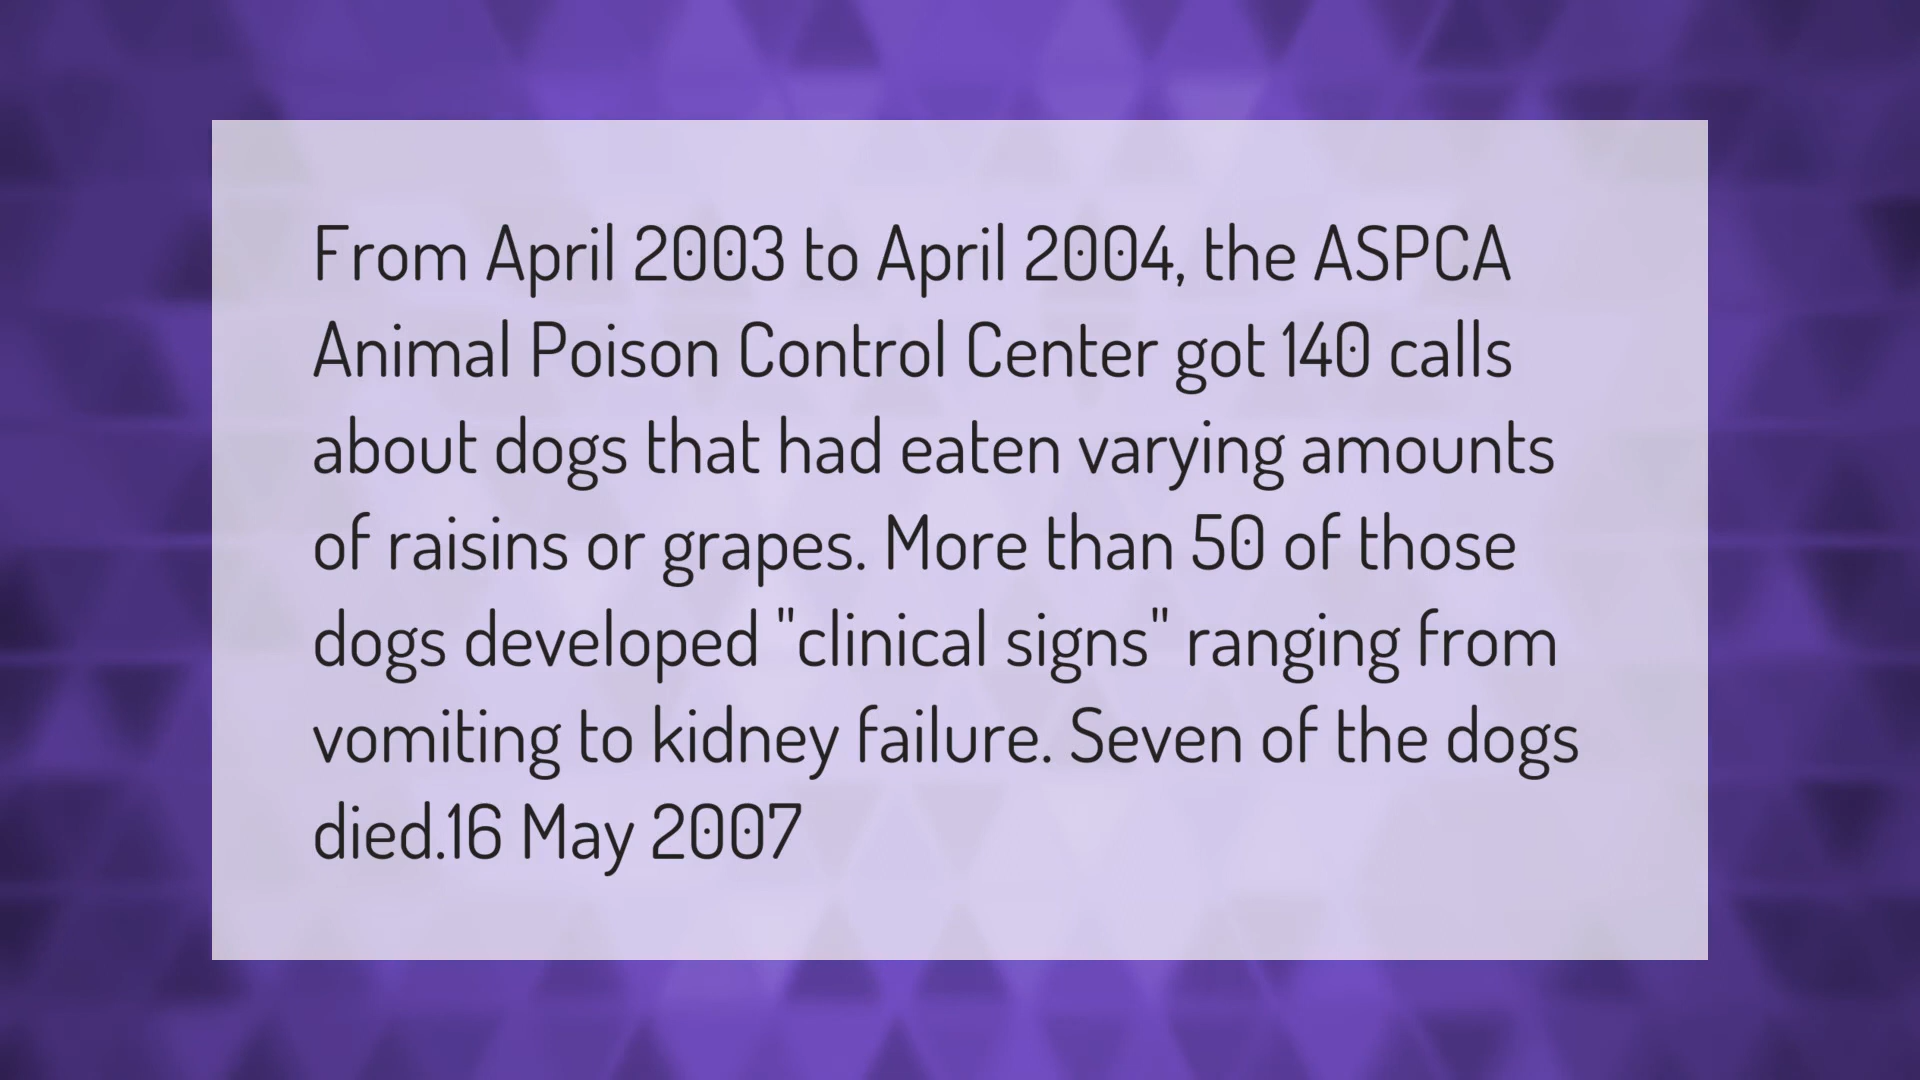 From April 2003 to April 2004, the ASPCA
Animal Poison Control Center got 140 calls
about dogs that had eaten varying amounts
of raisins or grapes. More than 50 of those
dogs developed "clinical signs" ranging from
vomiting to kidney failure. Seven of the dogs
died.16 May 2007